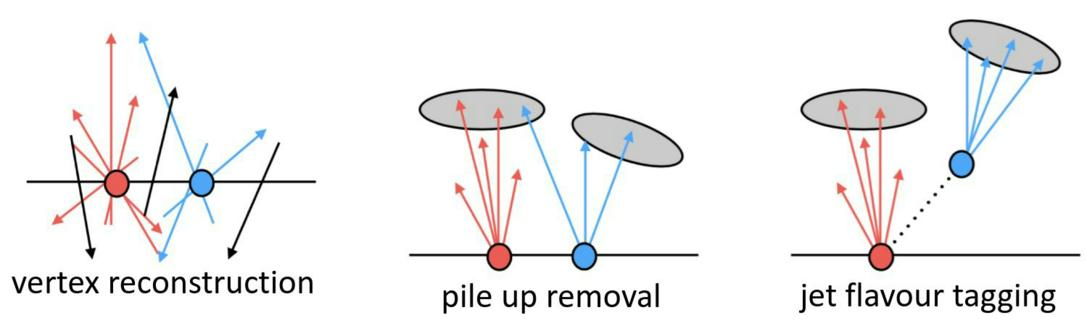 vertex reconstruction
pile up removal
jet flavour tagging